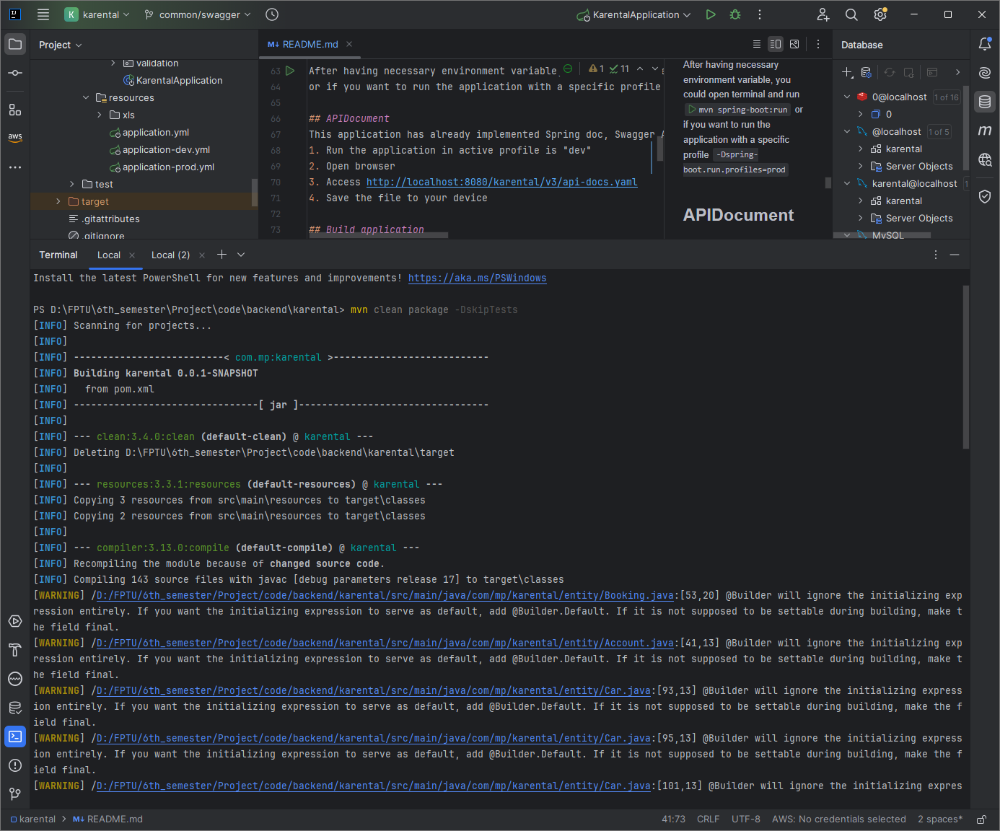 K karental common/swagger KarentalApplication
Project
validation
KarentalApplication
resources
xls
application.yml
application-dev.yml
application-prod.yml
test
target
.gitattributes
.gitignore
aws
README.md
1 11
63 After having necessary environment variable,
64 or if you want to run the application with a specific profile
65
66 ## APIDocument
67 This application has already implemented Spring doc, Swagger
68 1. Run the application in active profile is "dev"
69 2. Open browser
70 3. Access http://localhost:8080/karental/v3/api-docs.yaml
71 4. Save the file to your device
72
73 ## Build application
After having necessary
environment variable, you
could open terminal and run
mvn spring-boot:run or
if you want to run the
application with a specific
profile -Dspring-
boot.run.profiles=prod
APIDocument
Database
0@localhost 1 of 16
0
@localhost 1 of 5
karental
Server Objects
karental@localhost 1
karental
Server Objects
MySQL
m
Terminal Local Local (2)
Install the latest PowerShell for new features and improvements! https://aka.ms/PSWindows
PS D:\FPTU\6th_semester\Project\code\backend\karental> mvn clean package -DskipTests
[INFO] Scanning for projects...
[INFO]
[INFO] --------------------------< com.mp:karental >---------------------------
[INFO] Building karental 0.0.1-SNAPSHOT
[INFO]   from pom.xml
[INFO] --------------------------------[ jar ]---------------------------------
[INFO]
[INFO] --- clean:3.4.0:clean (default-clean) @ karental ---
[INFO] Deleting D:\FPTU\6th_semester\Project\code\backend\karental\target
[INFO]
[INFO] --- resources:3.3.1:resources (default-resources) @ karental ---
[INFO] Copying 3 resources from src\main\resources to target\classes
[INFO] Copying 2 resources from src\main\resources to target\classes
[INFO]
[INFO] --- compiler:3.13.0:compile (default-compile) @ karental ---
[INFO] Recompiling the module because of changed source code.
[INFO] Compiling 143 source files with javac [debug parameters release 17] to target\classes
[WARNING] /D:/FPTU/6th_semester/Project/code/backend/karental/src/main/java/com/mp/karental/entity/Booking.java:[53,20] @Builder will ignore the initializing exp
ression entirely. If you want the initializing expression to serve as default, add @Builder.Default. If it is not supposed to be settable during building, make t
he field final.
[WARNING] /D:/FPTU/6th_semester/Project/code/backend/karental/src/main/java/com/mp/karental/entity/Account.java:[41,13] @Builder will ignore the initializing exp
ression entirely. If you want the initializing expression to serve as default, add @Builder.Default. If it is not supposed to be settable during building, make t
he field final.
[WARNING] /D:/FPTU/6th_semester/Project/code/backend/karental/src/main/java/com/mp/karental/entity/Car.java:[93,13] @Builder will ignore the initializing express
ion entirely. If you want the initializing expression to serve as default, add @Builder.Default. If it is not supposed to be settable during building, make the f
ield final.
[WARNING] /D:/FPTU/6th_semester/Project/code/backend/karental/src/main/java/com/mp/karental/entity/Car.java:[95,13] @Builder will ignore the initializing express
ion entirely. If you want the initializing expression to serve as default, add @Builder.Default. If it is not supposed to be settable during building, make the f
ield final.
[WARNING] /D:/FPTU/6th_semester/Project/code/backend/karental/src/main/java/com/mp/karental/entity/Car.java:[101,13] @Builder will ignore the initializing expres
karental > README.md 41:73 CRLF UTF-8 AWS: No credentials selected 2 spaces*